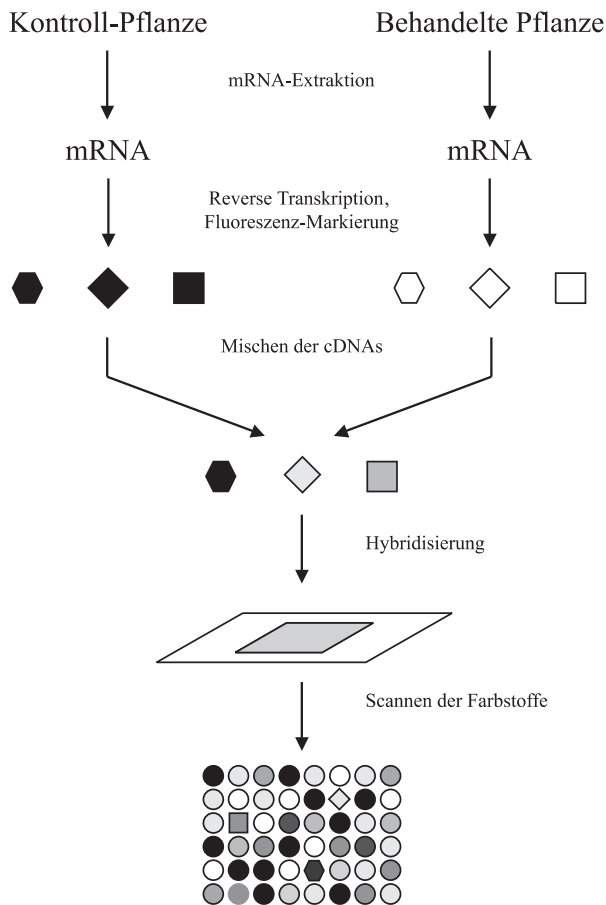 Kontroll-Pflanze
Behandelte Pflanze
mRNA-Extraktion
mRNA
mRNA
Reverse Transkription,
Fluoreszenz-Markierung
Mischen der cDNAs
Hybridisierung
Scannen der Farbstoffe